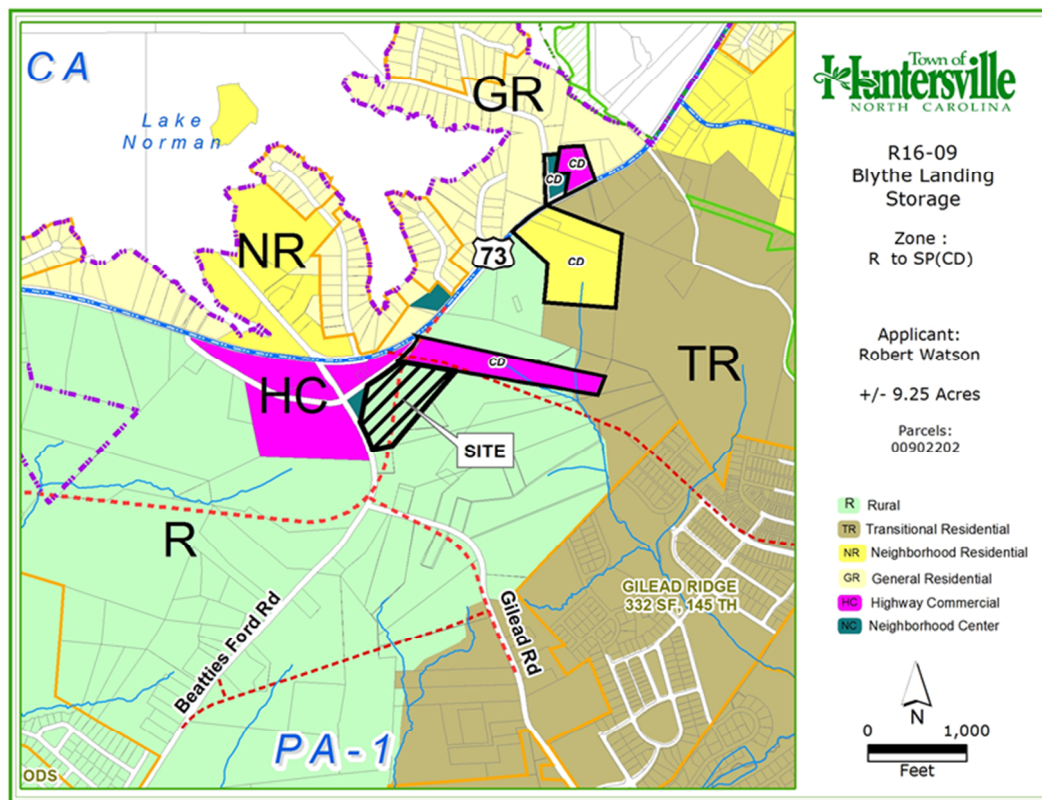 CA
Lake
Norman
GR
CD
CD
NR
73
CD
HC
CD
TR
SITE
R
GILEAD RIDGE
332 SF, 145 TH
Beatties Ford Rd
Gilead Rd
PA-1
ODS
Town of
Huntersville
NORTH CAROLINA
R16-09
Blythe Landing
Storage
Zone :
R to SP(CD)
Applicant:
Robert Watson
+/- 9.25 Acres
Parcels:
00902202
R Rural
TR Transitional Residential
NR Neighborhood Residential
GR General Residential
HC Highway Commercial
NC Neighborhood Center
N
0 1,000
Feet